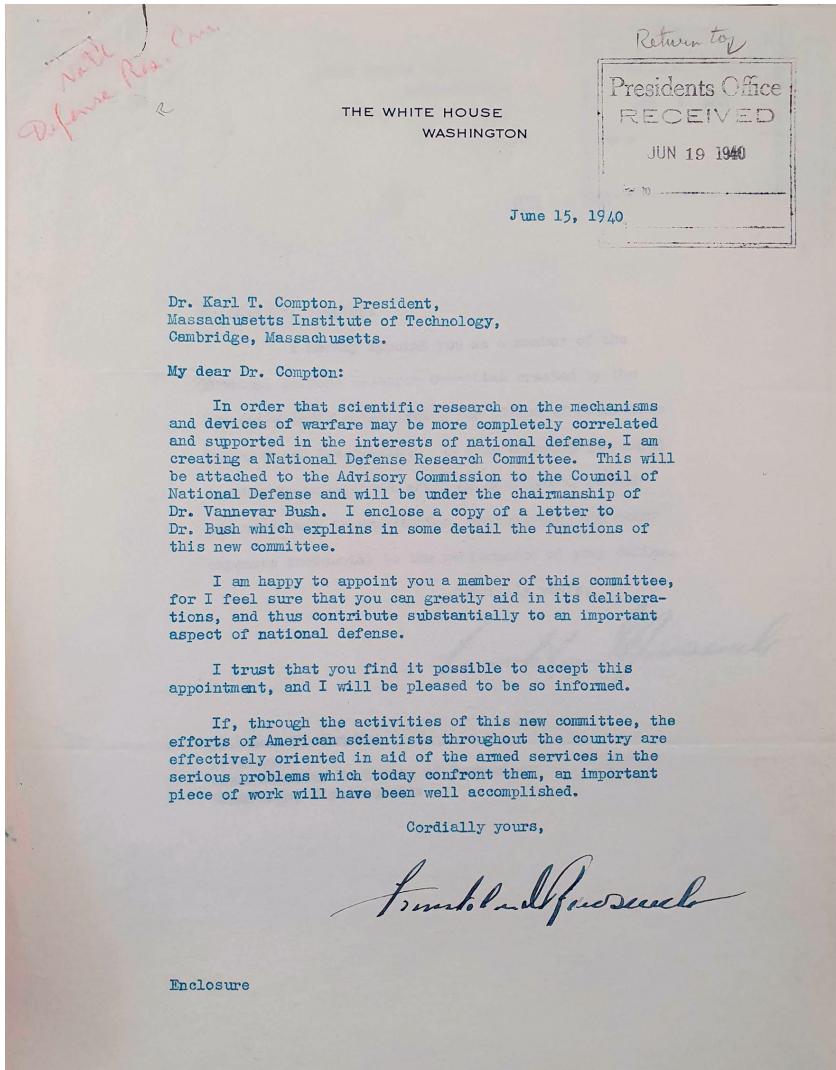 Nat'l
Defense Res. Com.
Return to
Presidents Office
RECEIVED
JUN 19 1940
THE WHITE HOUSE
WASHINGTON
June 15, 1940
Dr. Karl T. Compton, President,
Massachusetts Institute of Technology,
Cambridge, Massachusetts.
My dear Dr. Compton:
In order that scientific research on the mechanisms
and devices of warfare may be more completely correlated
and supported in the interests of national defense, I am
creating a National Defense Research Committee. This will
be attached to the Advisory Commission to the Council of
National Defense and will be under the chairmanship of
Dr. Vannevar Bush. I enclose a copy of a letter to
Dr. Bush which explains in some detail the functions of
this new committee.
I am happy to appoint you a member of this committee,
for I feel sure that you can greatly aid in its delibera-
tions, and thus contribute substantially to an important
aspect of national defense.
I trust that you find it possible to accept this
appointment, and I will be pleased to be so informed.
If, through the activities of this new committee, the
efforts of American scientists throughout the country are
effectively oriented in aid of the armed services in the
serious problems which today confront them, an important
piece of work will have been well accomplished.
Cordially yours,
Franklin D Roosevelt
Enclosure